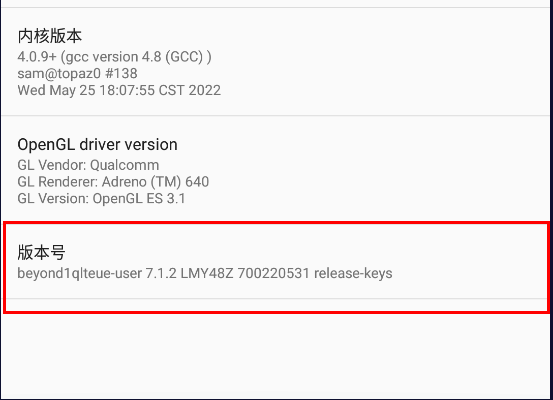 内核版本
4.0.9+ (gcc version 4.8 (GCC) )
sam@topaz0 #138
Wed May 25 18:07:55 CST 2022
OpenGL driver version
GL Vendor: Qualcomm
GL Renderer: Adreno (TM) 640
GL Version: OpenGL ES 3.1
版本号
beyond1qlteue-user 7.1.2 LMY48Z 700220531 release-keys